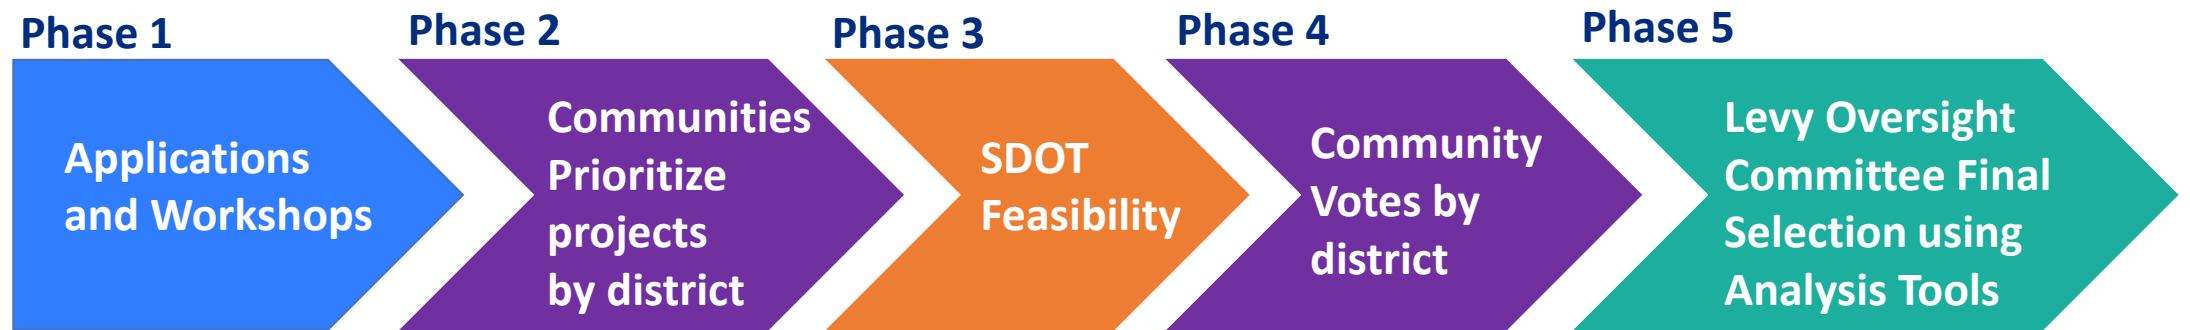 Phase 1
Applications
and Workshops
Phase 2
Communities
Prioritize
projects
by district
Phase 3
SDOT
Feasibility
Phase 4
Community
Votes by
district
Phase 5
Levy Oversight
Committee Final
Selection using
Analysis Tools